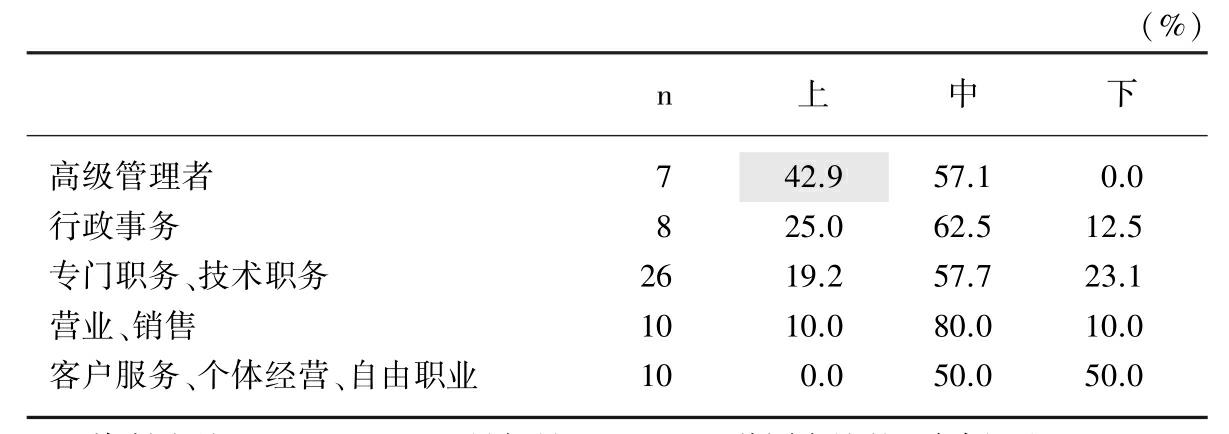 (%)
n 上 中 下
高级管理者 7 42.9 57.1 0.0
行政事务 8 25.0 62.5 12.5
专门职务、技术职务 26 19.2 57.7 23.1
营业、销售 10 10.0 80.0 10.0
客户服务、个体经营、自由职业 10 0.0 50.0 50.0